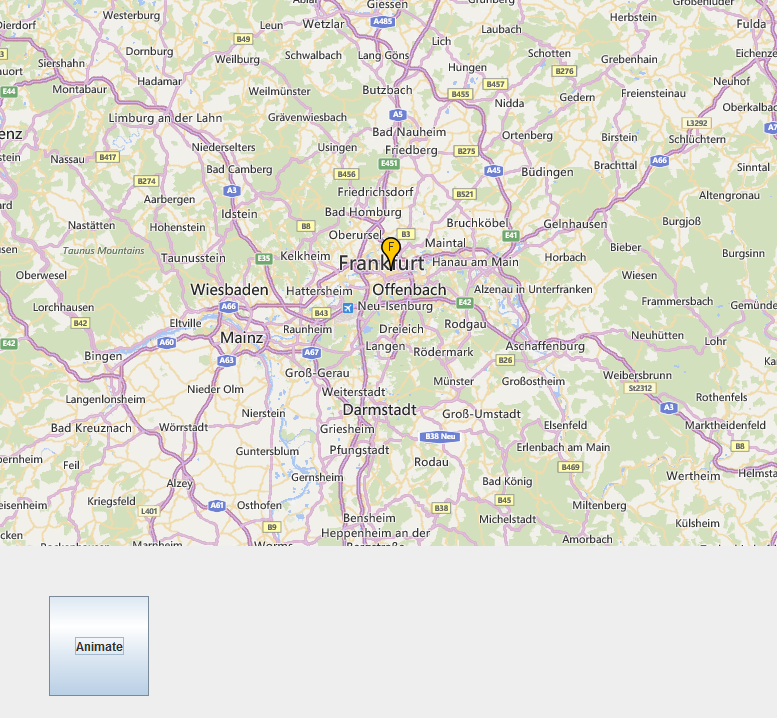 Giessen
Westerburg
Herbstein
Fulda
Wetzlar
A485
Leun
Laubach
B49
Lich
Dornburg
Weilburg
Schwalbach
Lang Göns
Schotten
Grebenhain
Siershahn
Hungen
B276
Hadamar
B457
Neuhof
E44
Montabaur
Weilmünster
Butzbach
B455
Gedern
Freiensteinau
Nidda
Limburg an der Lahn
Grävenwiesbach
A5
L3292
Bad Nauheim
Ortenberg
Birstein
Schlüchtern
Niederselters
Usingen
Friedberg
B275
Nassau
B417
E451
A66
Bad Camberg
B456
A45
Büdingen
Brachttal
Sinntal
B274
A3
Friedrichsdorf
B521
Altengronau
Aarbergen
Idstein
Bad Homburg
Nastätten
Hohenstein
B8
Bruchköbel
Gelnhausen
Burgjoß
Oberursel
B3
E41
Taunus Mountains
Maintal
Bieber
F
Taunusstein
E35
Kelkheim
Frankfurt
Hanau am Main
Horbach
Burgsinn
Oberwesel
Wiesen
Wiesbaden
Hattersheim
Offenbach
Alzenau in Unterfranken
Lorchhausen
A66
B43
Neu-Isenburg
E42
Frammersbach
B42
Eltville
Raunheim
Dreieich
Rodgau
Neuhütten
E42
A60
Mainz
Langen
Aschaffenburg
Lohr
Bingen
A63
A67
Rödermark
B26
Groß-Gerau
Weibersbrunn
Nieder Olm
Münster
Großostheim
St2312
Langenlonsheim
Weiterstadt
Rothenfels
Nierstein
Darmstadt
Groß-Umstadt
A3
Bad Kreuznach
Wörrstadt
Griesheim
Elsenfeld
Marktheidenfeld
B38 Neu
Guntersblum
Pfungstadt
Erlenbach am Main
B8
Feil
Rodau
B469
Alzey
Gernsheim
Bad König
Wertheim
Kriegsfeld
A61
Osthofen
B45
Miltenberg
L401
B38
Bensheim
Michelstadt
Külsheim
B9
Heppenheim an der
Amorbach
Animate